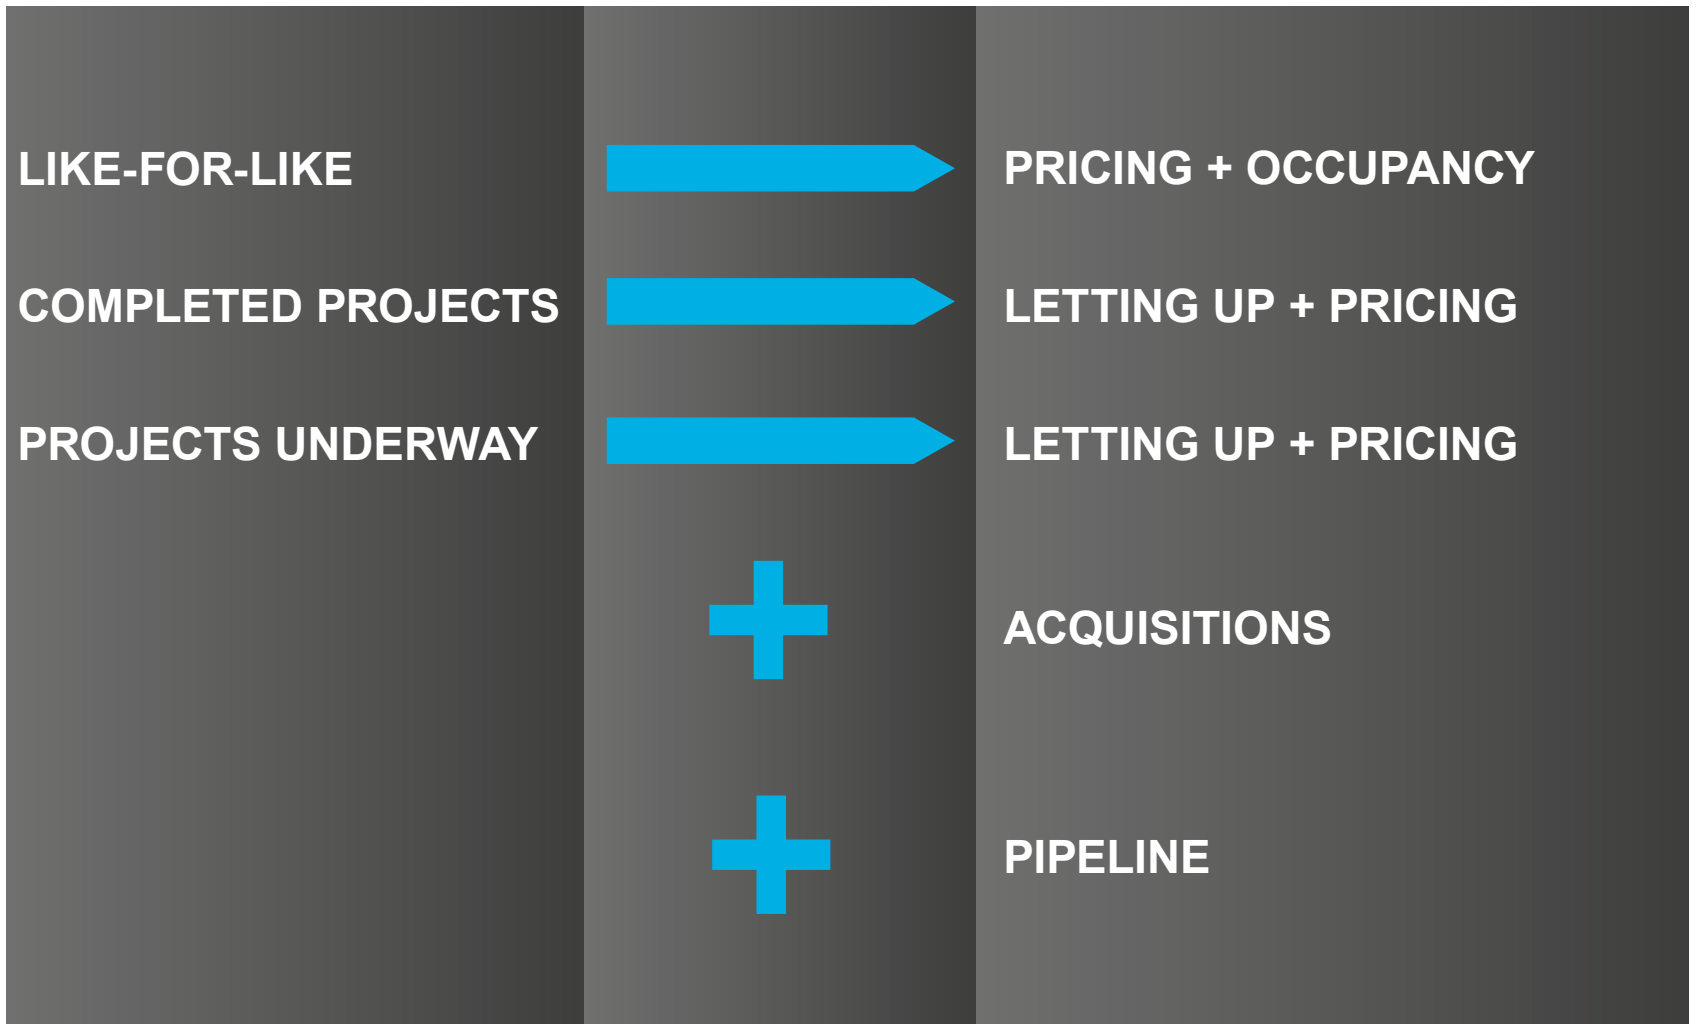 LIKE-FOR-LIKE
PRICING + OCCUPANCY
COMPLETED PROJECTS
LETTING UP + PRICING
PROJECTS UNDERWAY
LETTING UP + PRICING
ACQUISITIONS
PIPELINE